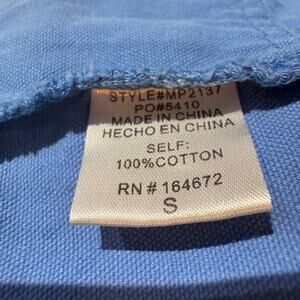 STYLE#MP2137
PO#5410
MADE IN CHINA
HECHO EN CHINA
SELF:
100%COTTON
RN # 164672
S